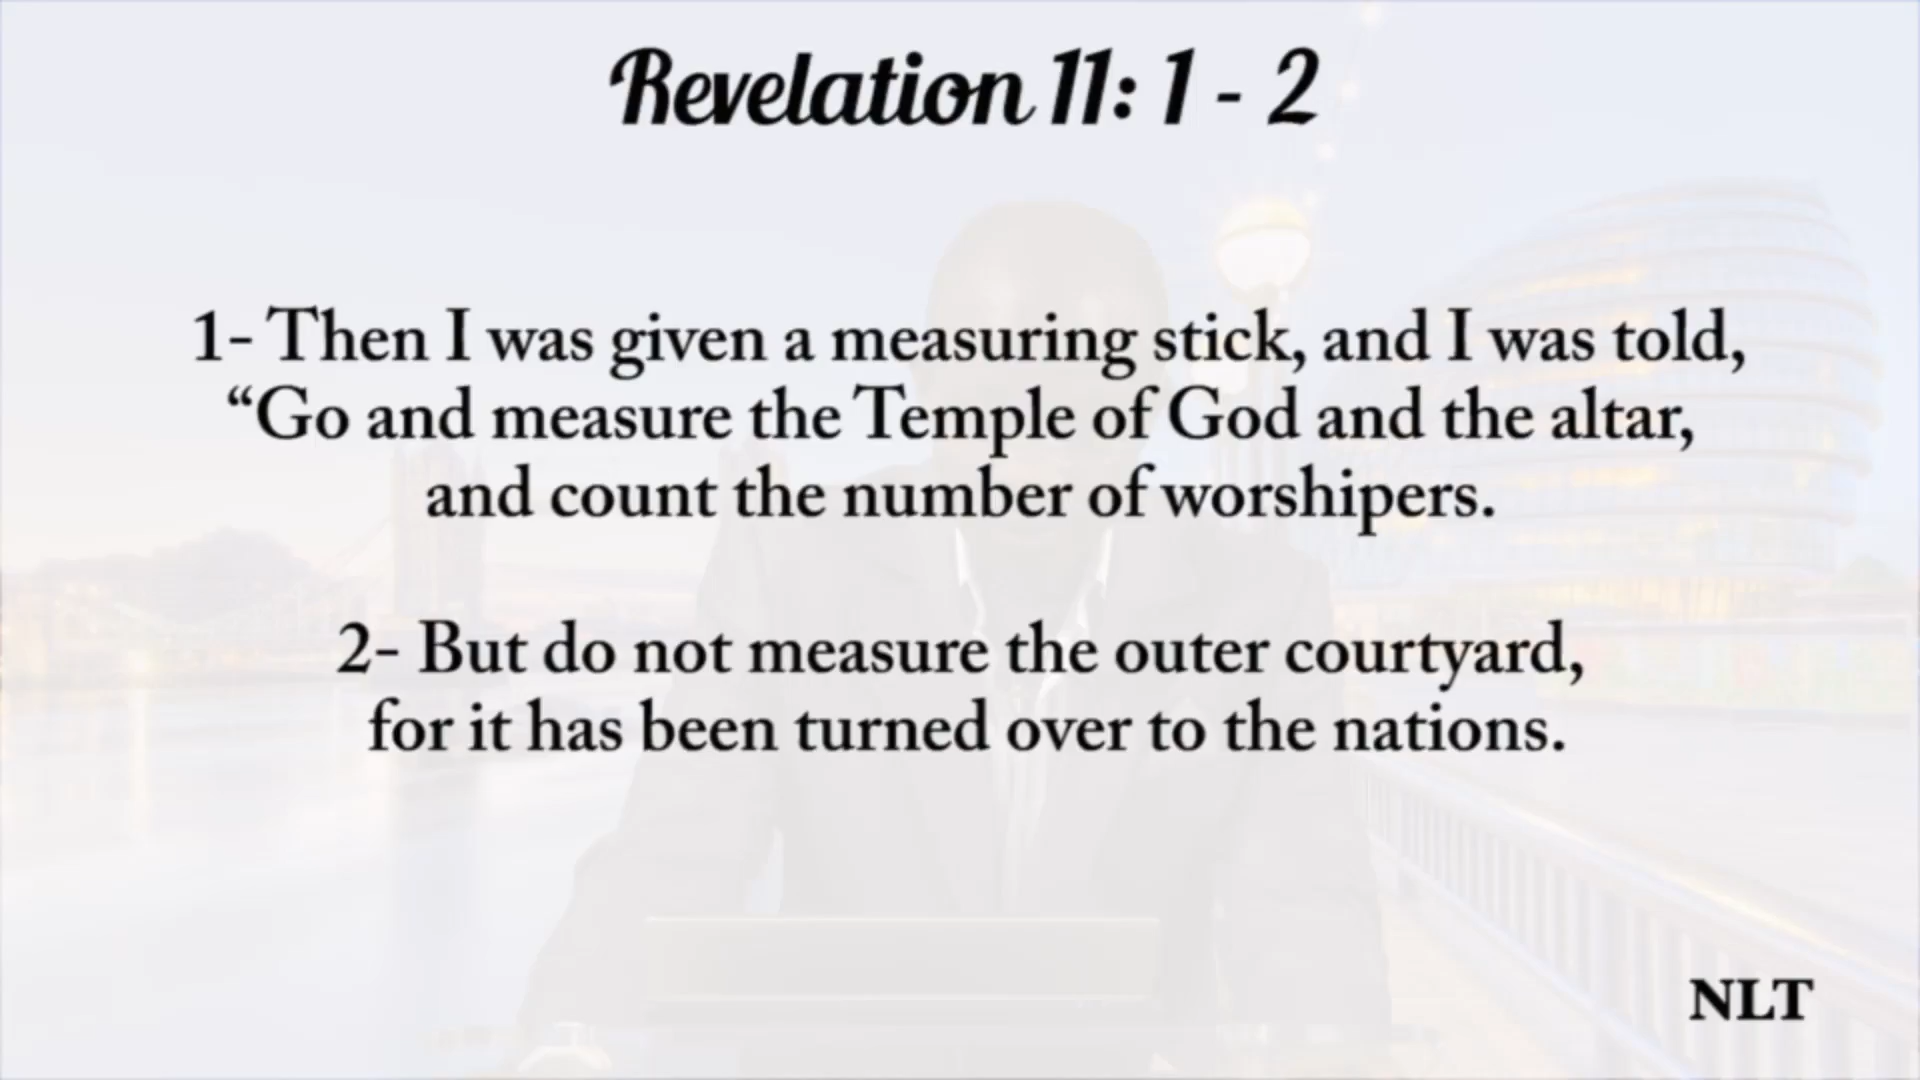 Revelation 11: 1 - 2
1- Then I was given a measuring stick, and I was told,
“Go and measure the Temple of God and the altar,
and count the number of worshipers.
2- But do not measure the outer courtyard,
for it has been turned over to the nations.
NLT